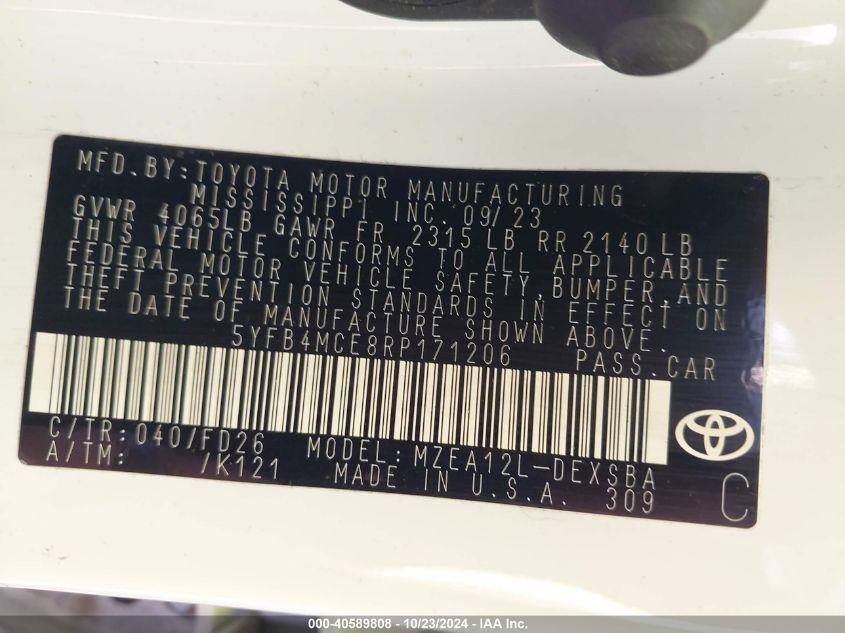 MFD.BY:TOYOTA MOTOR MANUFACTURING
MISSISSIPPI INC. 09/23
GVWR 4065LB GAWR FR 2315 LB RR 2140 LB
THIS VEHICLE CONFORMS TO ALL APPLICABLE
FEDERAL MOTOR VEHICLE SAFETY,BUMPER,AND
THEFT PREVENTION STANDARDS IN EFFECT ON
THE DATE OF MANUFACTURE SHOWN ABOVE.
5YFB4MCE8RP171206 PASS.CAR
C/TR:040/FD26 MODEL:MZEA12L-DEXSBA
A/TM: /K121 MADE IN U.S.A. 309
C
000-40589808 - 10/23/2024 - IAA Inc.